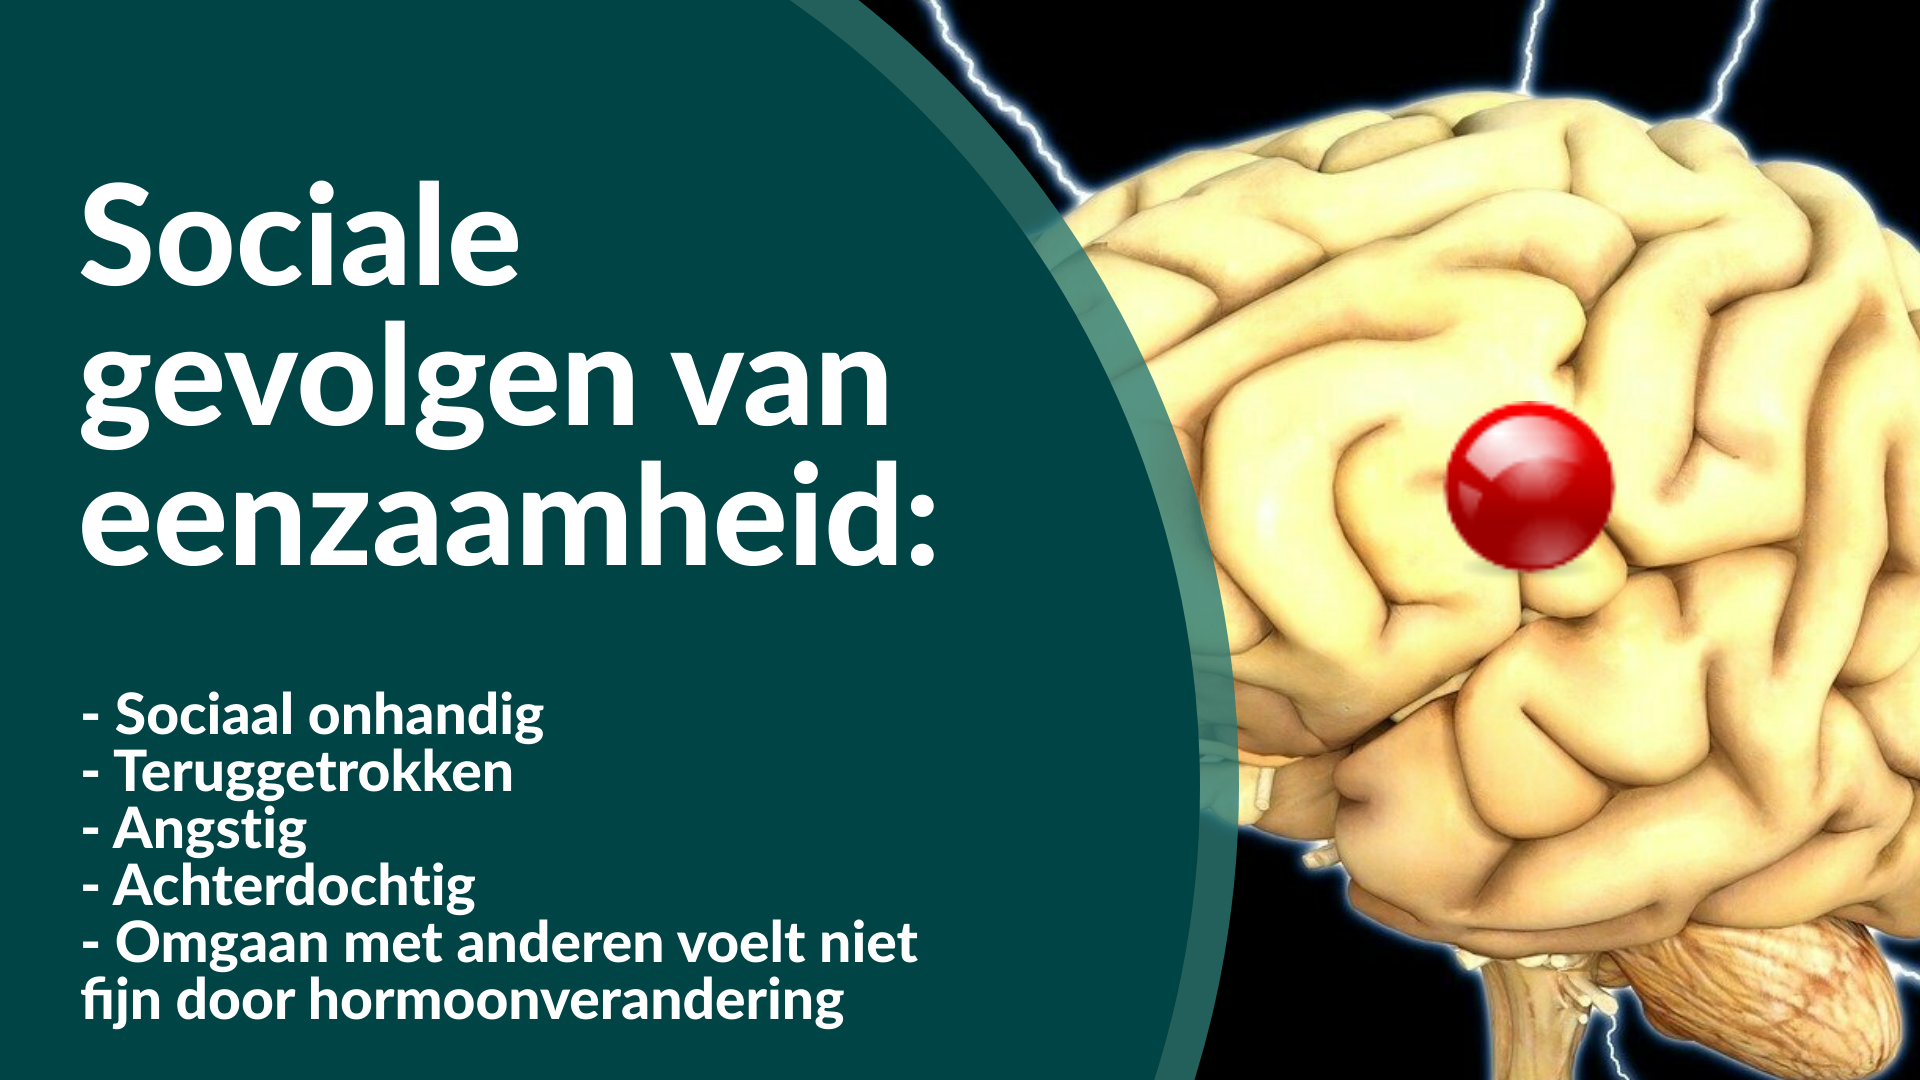 Sociale
gevolgen van
eenzaamheid:
- Sociaal onhandig
- Teruggetrokken
- Angstig
- Achterdochtig
- Omgaan met anderen voelt niet
fijn door hormoonverandering